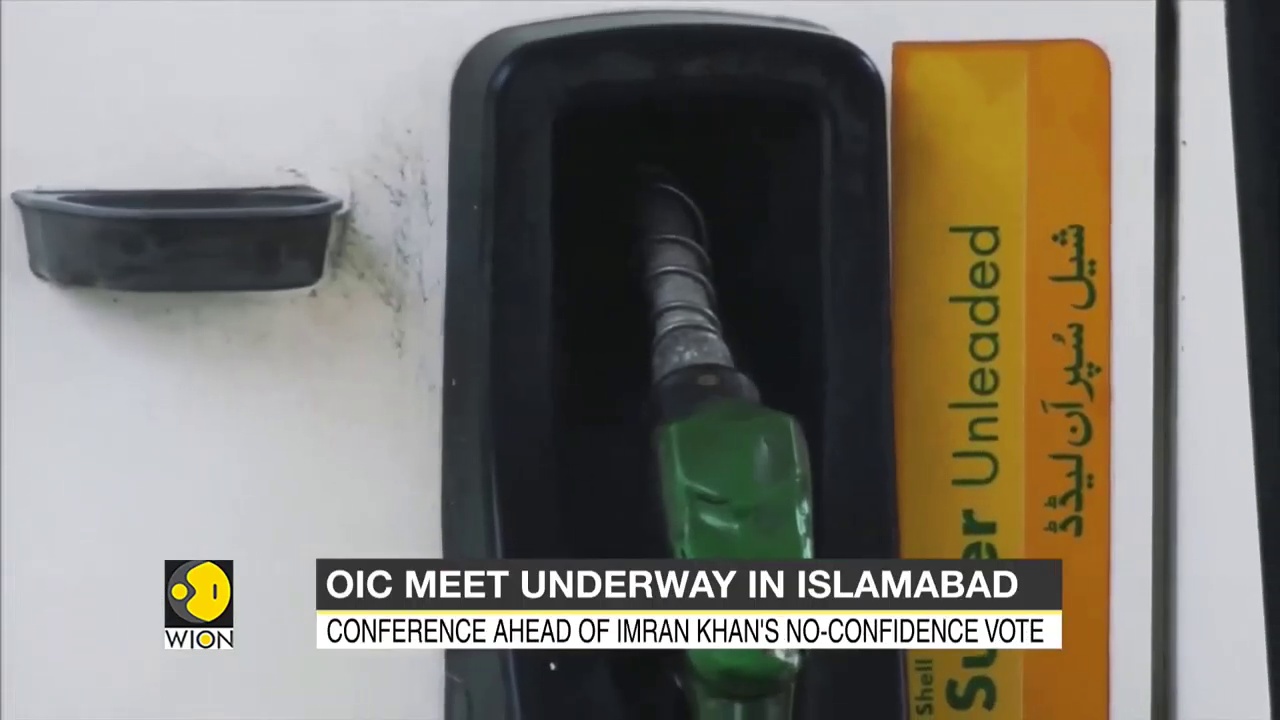 Shell
Super Unleaded
شیل سُپر اَن لیڈڈ
OIC MEET UNDERWAY IN ISLAMABAD
CONFERENCE AHEAD OF IMRAN KHAN'S NO-CONFIDENCE VOTE
WION